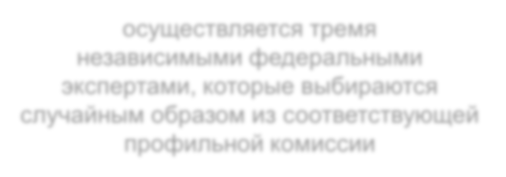 осуществляется тремя
независимыми федеральными
экспертами, которые выбираются
случайным образом из соответствующей
профильной комиссии